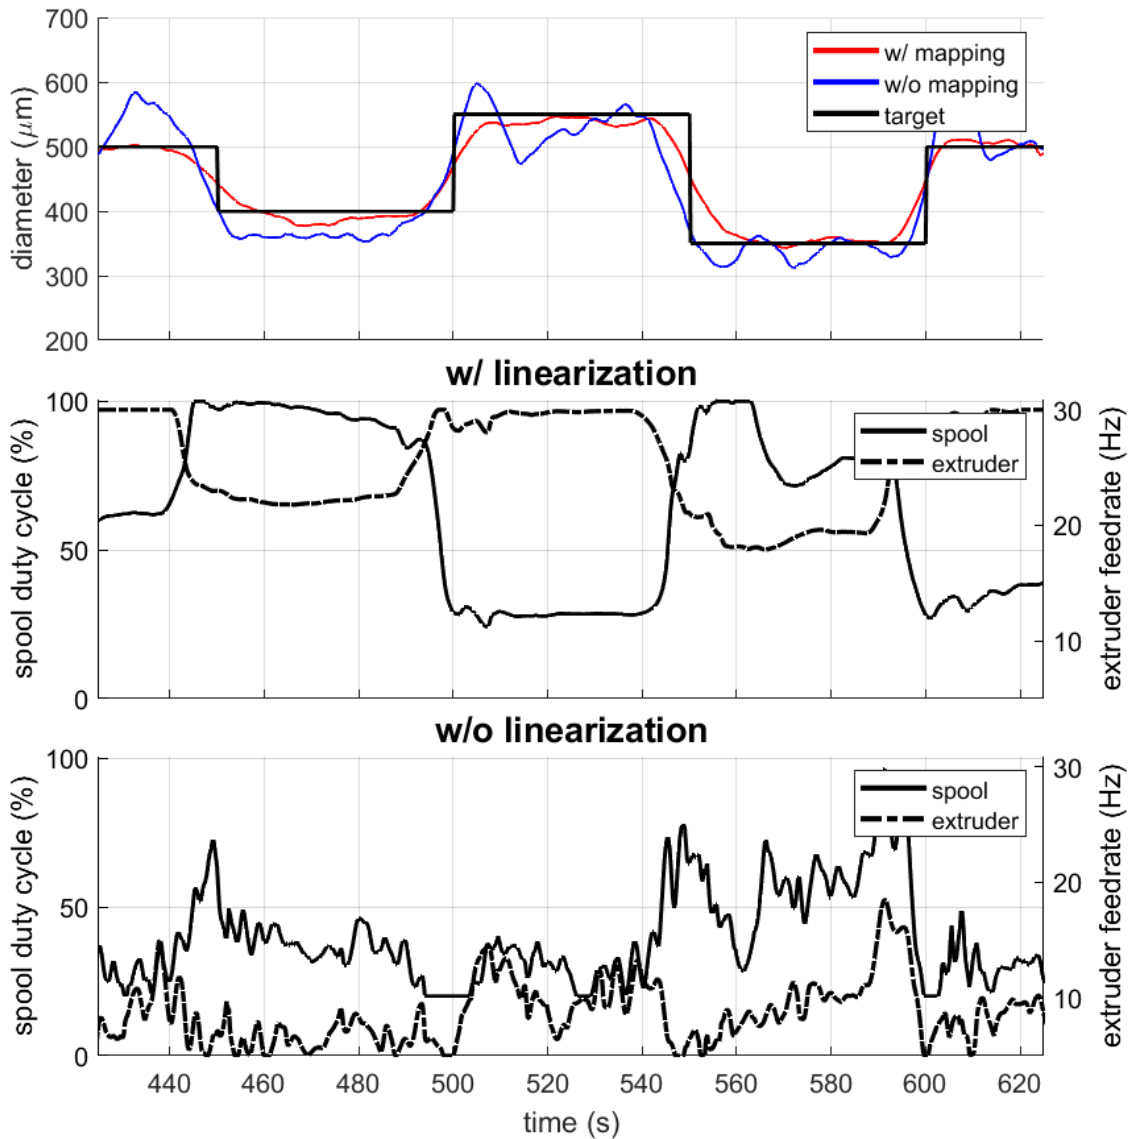 700
600
500
400
300
200
diameter (μm)
w/ mapping
w/o mapping
target
w/ linearization
100
50
0
spool duty cycle (%)
30
20
10
extruder feedrate (Hz)
spool
extruder
w/o linearization
100
50
0
spool duty cycle (%)
30
20
10
extruder feedrate (Hz)
spool
extruder
440 460 480 500 520 540 560 580 600 620
time (s)